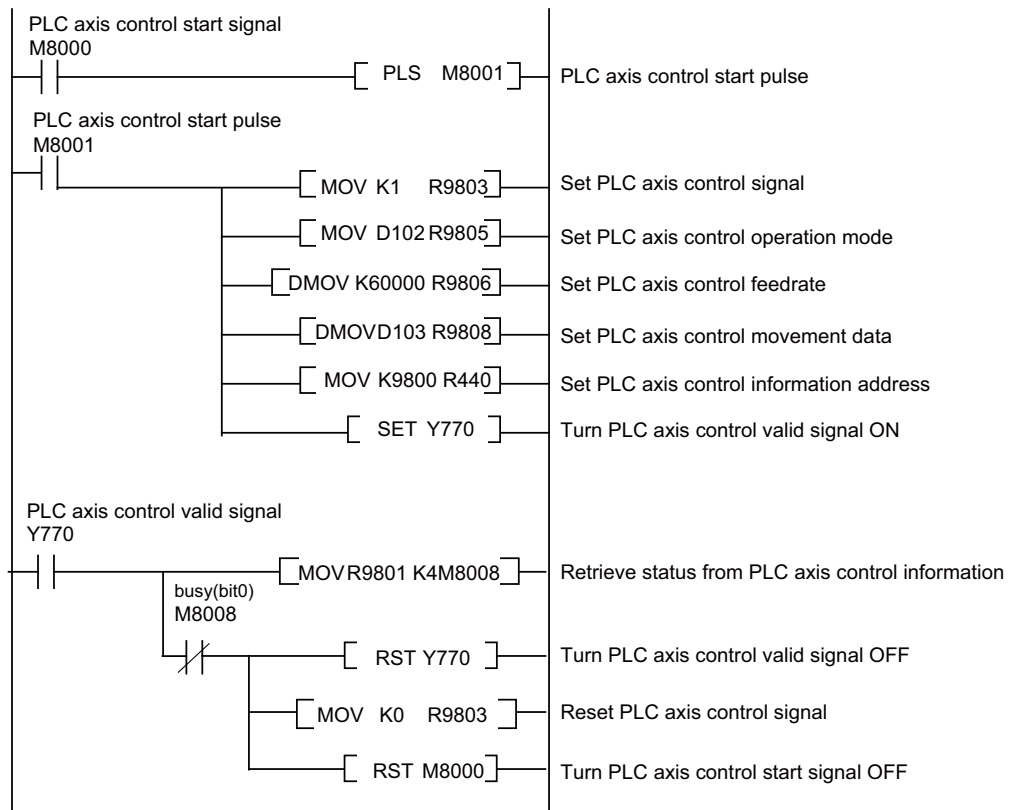 PLC axis control start signal
M8000
PLS M8001 PLC axis control start pulse
PLC axis control start pulse
M8001
MOV K1 R9803 Set PLC axis control signal
MOV D102 R9805 Set PLC axis control operation mode
DMOV K60000 R9806 Set PLC axis control feedrate
DMOVD103 R9808 Set PLC axis control movement data
MOV K9800 R440 Set PLC axis control information address
SET Y770 Turn PLC axis control valid signal ON
PLC axis control valid signal
Y770
MOVR9801 K4M8008 Retrieve status from PLC axis control information
busy(bit0)
M8008
RST Y770 Turn PLC axis control valid signal OFF
MOV K0 R9803 Reset PLC axis control signal
RST M8000 Turn PLC axis control start signal OFF